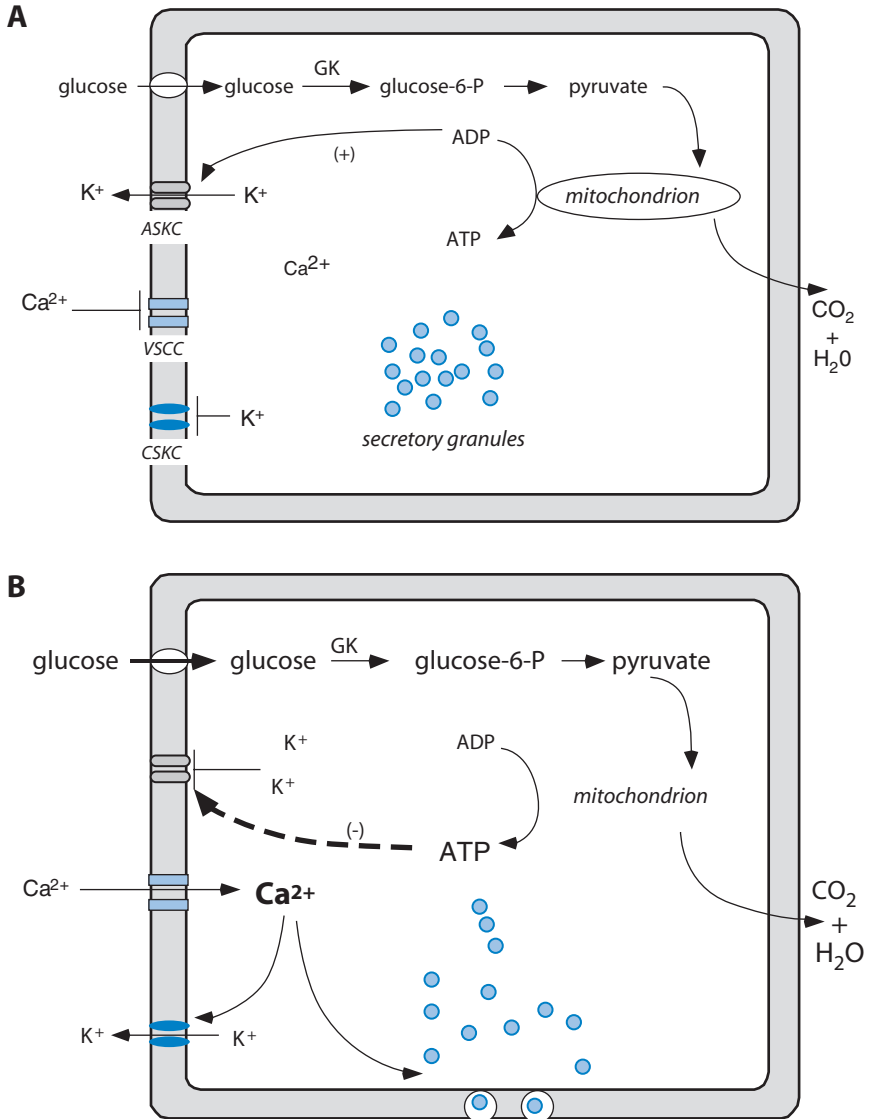 A
glucose
glucose
GK
glucose-6-P
pyruvate
ADP
(+)
K+
K+
mitochondrion
ASKC
ATP
Ca2+
Ca2+
CO2
+
H20
VSCC
K+
secretory granules
CSKC
B
glucose
glucose
GK
glucose-6-P
pyruvate
K+
ADP
K+
mitochondrion
(-)
ATP
Ca2+
Ca2+
CO2
+
H2O
K+
K+